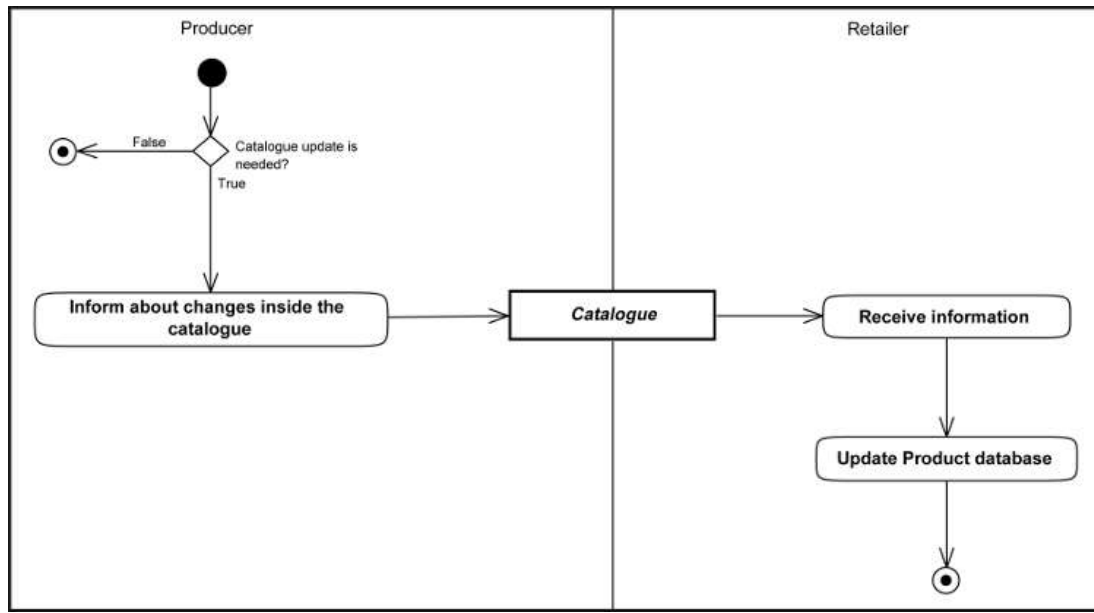 Producer
Retailer
False
Catalogue update is
needed?
True
Inform about changes inside the
catalogue
Catalogue
Receive information
Update Product database